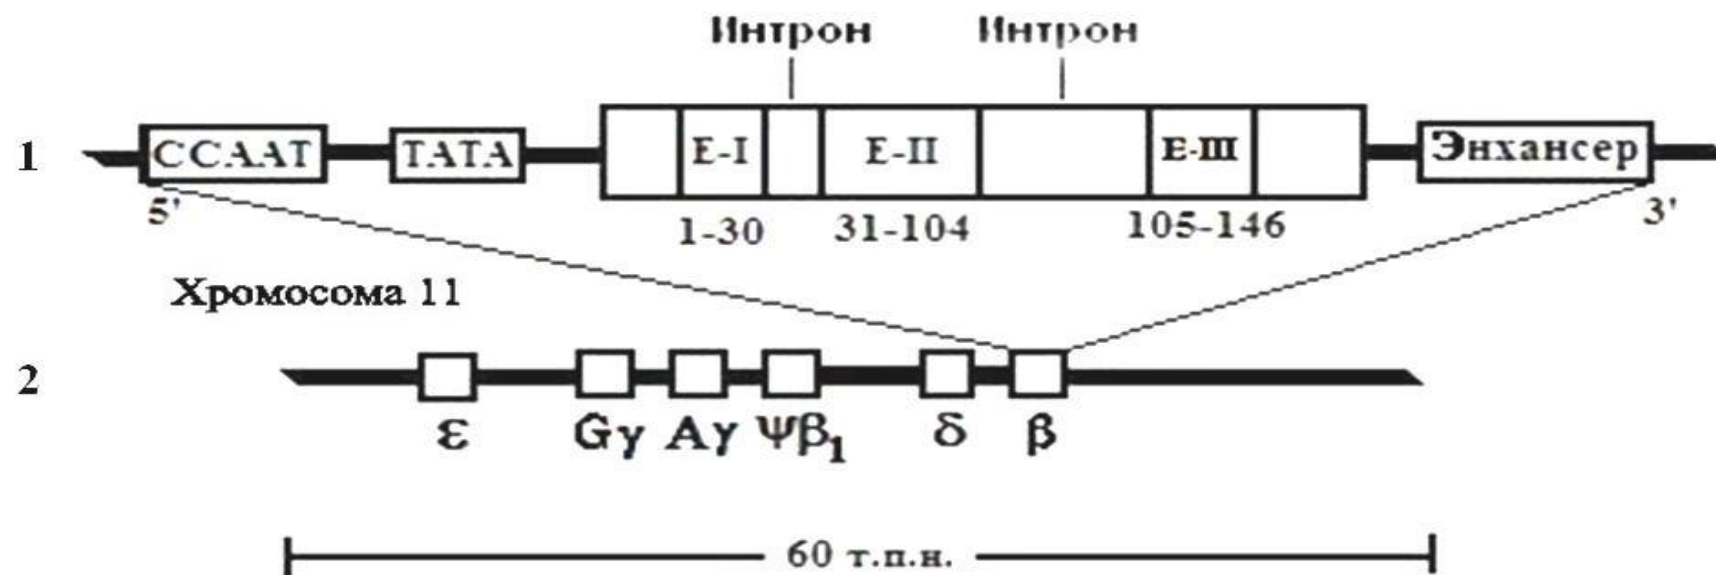 Интрон Интрон
1 CCAAT TATA E-I E-II E-III Энхансер
5' 1-30 31-104 105-146 3'
Хромосома 11
2
ε Gγ Aγ Ψβ1 δ β
60 т.п.н.